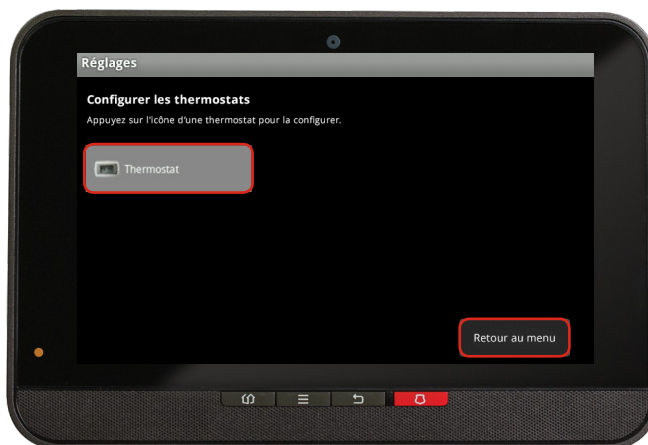 Réglages
Configurer les thermostats
Appuyez sur l'icône d'une thermostat pour la configurer.
Thermostat
Retour au menu